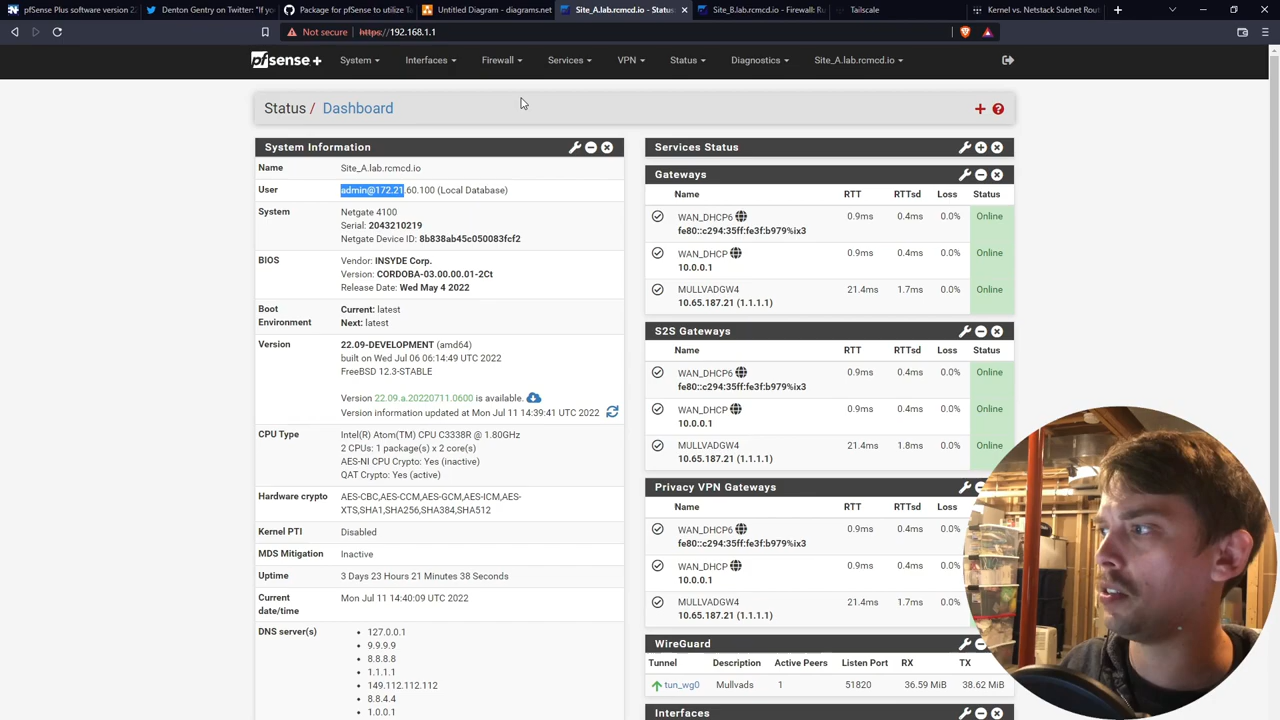 pfSense Plus software version 22
Denton Gentry on Twitter: "If you
Package for pfSense to utilize Ta
Untitled Diagram - diagrams.net
Site_A.lab.rcmcd.io - Status
Site_B.lab.rcmcd.io - Firewall: Ru
Tailscale
Kernel vs. Netstack Subnet Rout
Not secure https://192.168.1.1
pfsense +
System
Interfaces
Firewall
Services
VPN
Status
Diagnostics
Site_A.lab.rcmcd.io
Status / Dashboard
System Information
Name Site_A.lab.rcmcd.io
User admin@172.21.60.100 (Local Database)
System Netgate 4100
Serial: 2043210219
Netgate Device ID: 8b838ab45c050083fcf2
BIOS Vendor: INSYDE Corp.
Version: CORDOBA-03.00.00.01-2Ct
Release Date: Wed May 4 2022
Boot Current: latest
Environment Next: latest
Version 22.09-DEVELOPMENT (amd64)
built on Wed Jul 06 06:14:49 UTC 2022
FreeBSD 12.3-STABLE
Version 22.09.a.20220711.0600 is available.
Version information updated at Mon Jul 11 14:39:41 UTC 2022
CPU Type Intel(R) Atom(TM) CPU C3338R @ 1.80GHz
2 CPUs: 1 package(s) x 2 core(s)
AES-NI CPU Crypto: Yes (inactive)
QAT Crypto: Yes (active)
Hardware crypto AES-CBC,AES-CCM,AES-GCM,AES-ICM,AES-
XTS,SHA1,SHA256,SHA384,SHA512
Kernel PTI Disabled
MDS Mitigation Inactive
Uptime 3 Days 23 Hours 21 Minutes 38 Seconds
Current Mon Jul 11 14:40:09 UTC 2022
date/time
DNS server(s)
• 127.0.0.1
• 9.9.9.9
• 8.8.8.8
• 1.1.1.1
• 149.112.112.112
• 8.8.4.4
• 1.0.0.1
Services Status
Gateways
Name RTT RTTsd Loss Status
WAN_DHCP6 0.9ms 0.4ms 0.0% Online
fe80::c294:35ff:fe3f:b979%ix3
WAN_DHCP 0.9ms 0.4ms 0.0% Online
10.0.0.1
MULLVADGW4 21.4ms 1.7ms 0.0% Online
10.65.187.21 (1.1.1.1)
S2S Gateways
Name RTT RTTsd Loss Status
WAN_DHCP6 0.9ms 0.4ms 0.0% Online
fe80::c294:35ff:fe3f:b979%ix3
WAN_DHCP 0.9ms 0.4ms 0.0% Online
10.0.0.1
MULLVADGW4 21.4ms 1.8ms 0.0% Online
10.65.187.21 (1.1.1.1)
Privacy VPN Gateways
Name RTT RTTsd Loss
WAN_DHCP6 0.9ms 0.4ms 0.0%
fe80::c294:35ff:fe3f:b979%ix3
WAN_DHCP 0.9ms 0.4ms 0.0%
10.0.0.1
MULLVADGW4 21.4ms 1.7ms 0.0%
10.65.187.21 (1.1.1.1)
WireGuard
Tunnel Description Active Peers Listen Port RX TX
tun_wg0 Mullvads 1 51820 36.59 MiB 38.62 MiB
Interfaces